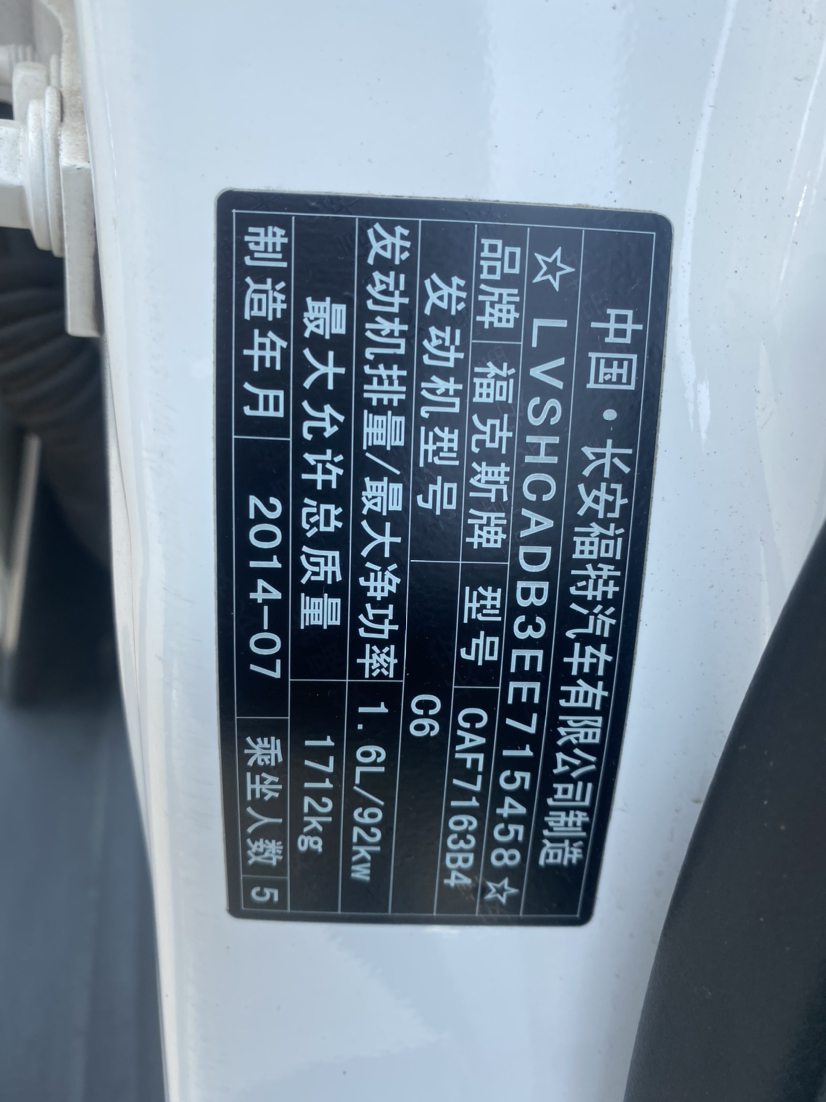 中国·长安福特汽车有限公司制造
☆LVSHCADB3EE715458☆
品牌 福克斯牌 型号 CAF7163B4
发动机型号 C6
发动机排量/最大净功率 1.6L/92kw
最大允许总质量 1712kg
制造年月 2014-07 乘坐人数 5